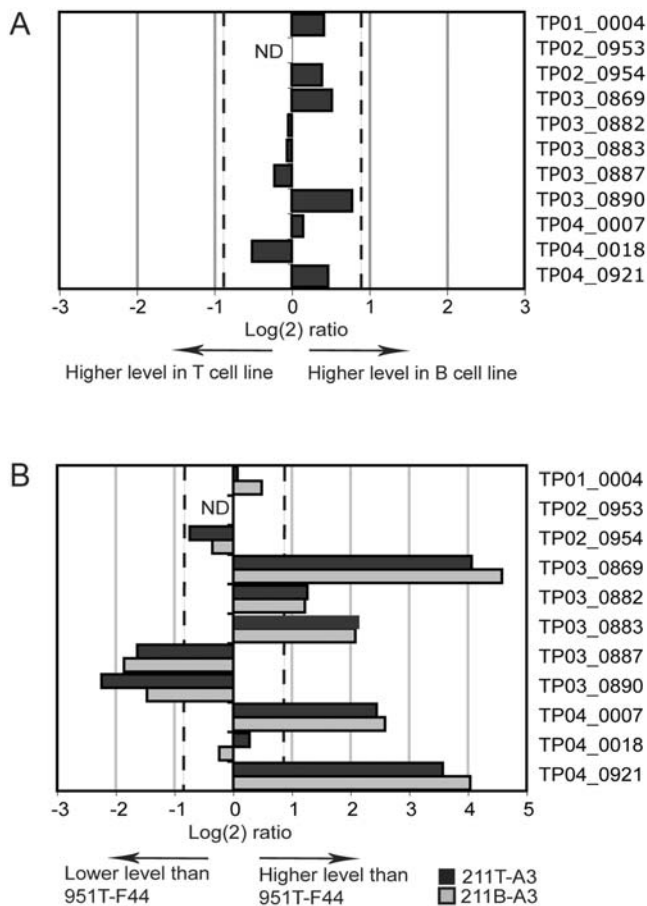 A
ND
TP01_0004
TP02_0953
TP02_0954
TP03_0869
TP03_0882
TP03_0883
TP03_0887
TP03_0890
TP04_0007
TP04_0018
TP04_0921
-3 -2 -1 0 1 2 3
Log(2) ratio
Higher level in T cell line Higher level in B cell line
B
ND
TP01_0004
TP02_0953
TP02_0954
TP03_0869
TP03_0882
TP03_0883
TP03_0887
TP03_0890
TP04_0007
TP04_0018
TP04_0921
-3 -2 -1 0 1 2 3 4 5
Log(2) ratio
Lower level than
951T-F44
Higher level than
951T-F44
211T-A3
211B-A3